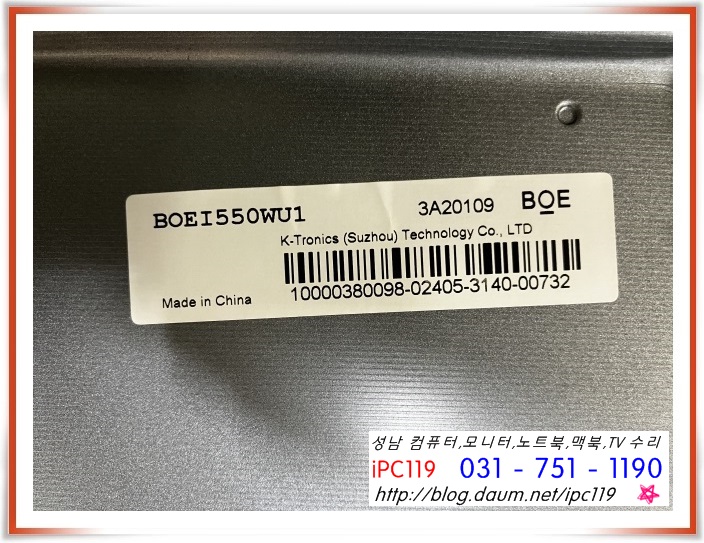 BOEI550WU1 3A20109 BOE
K-Tronics (Suzhou) Technology Co., LTD
Made in China 10000380098-02405-3140-00732
성남 컴퓨터,모니터,노트북,맥북,TV 수리
iPC119 031 - 751 - 1190
http://blog.daum.net/ipc119